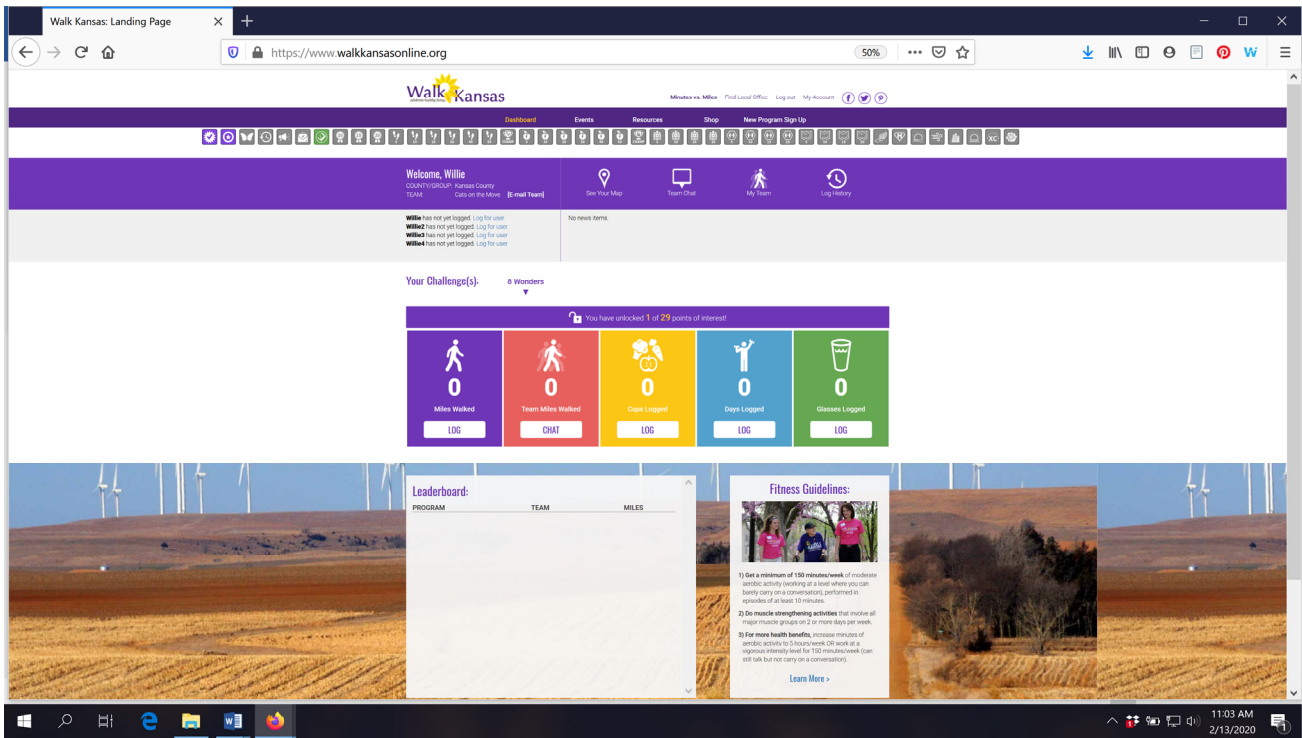 Walk Kansas: Landing Page
https://www.walkkansasonline.org
50%
Walk Kansas
celebrate healthy living
Minutes vs. Miles Find Local Office Log out My Account
Dashboard Events Resources Shop New Program Sign Up
Welcome, Willie
COUNTY/GROUP: Kansas County
TEAM: Cats on the Move [E-mail Team]
See Your Map
Team Chat
My Team
Log History
Willie has not yet logged. Log for user
Willie2 has not yet logged. Log for user
Willie3 has not yet logged. Log for user
Willie4 has not yet logged. Log for user
No news items.
Your Challenge(s): 8 Wonders
You have unlocked 1 of 29 points of interest!
0
Miles Walked
LOG
0
Team Miles Walked
CHAT
0
Cups Logged
LOG
0
Days Logged
LOG
0
Glasses Logged
LOG
Leaderboard:
PROGRAM TEAM MILES
Fitness Guidelines:
1) Get a minimum of 150 minutes/week of moderate
aerobic activity (working at a level where you can
barely carry on a conversation), performed in
episodes of at least 10 minutes.
2) Do muscle strengthening activities that involve all
major muscle groups on 2 or more days per week.
3) For more health benefits, increase minutes of
aerobic activity to 5 hours/week OR work at a
vigorous intensity level for 150 minutes/week (can
still talk but not carry on a conversation).
Learn More >
11:03 AM
2/13/2020